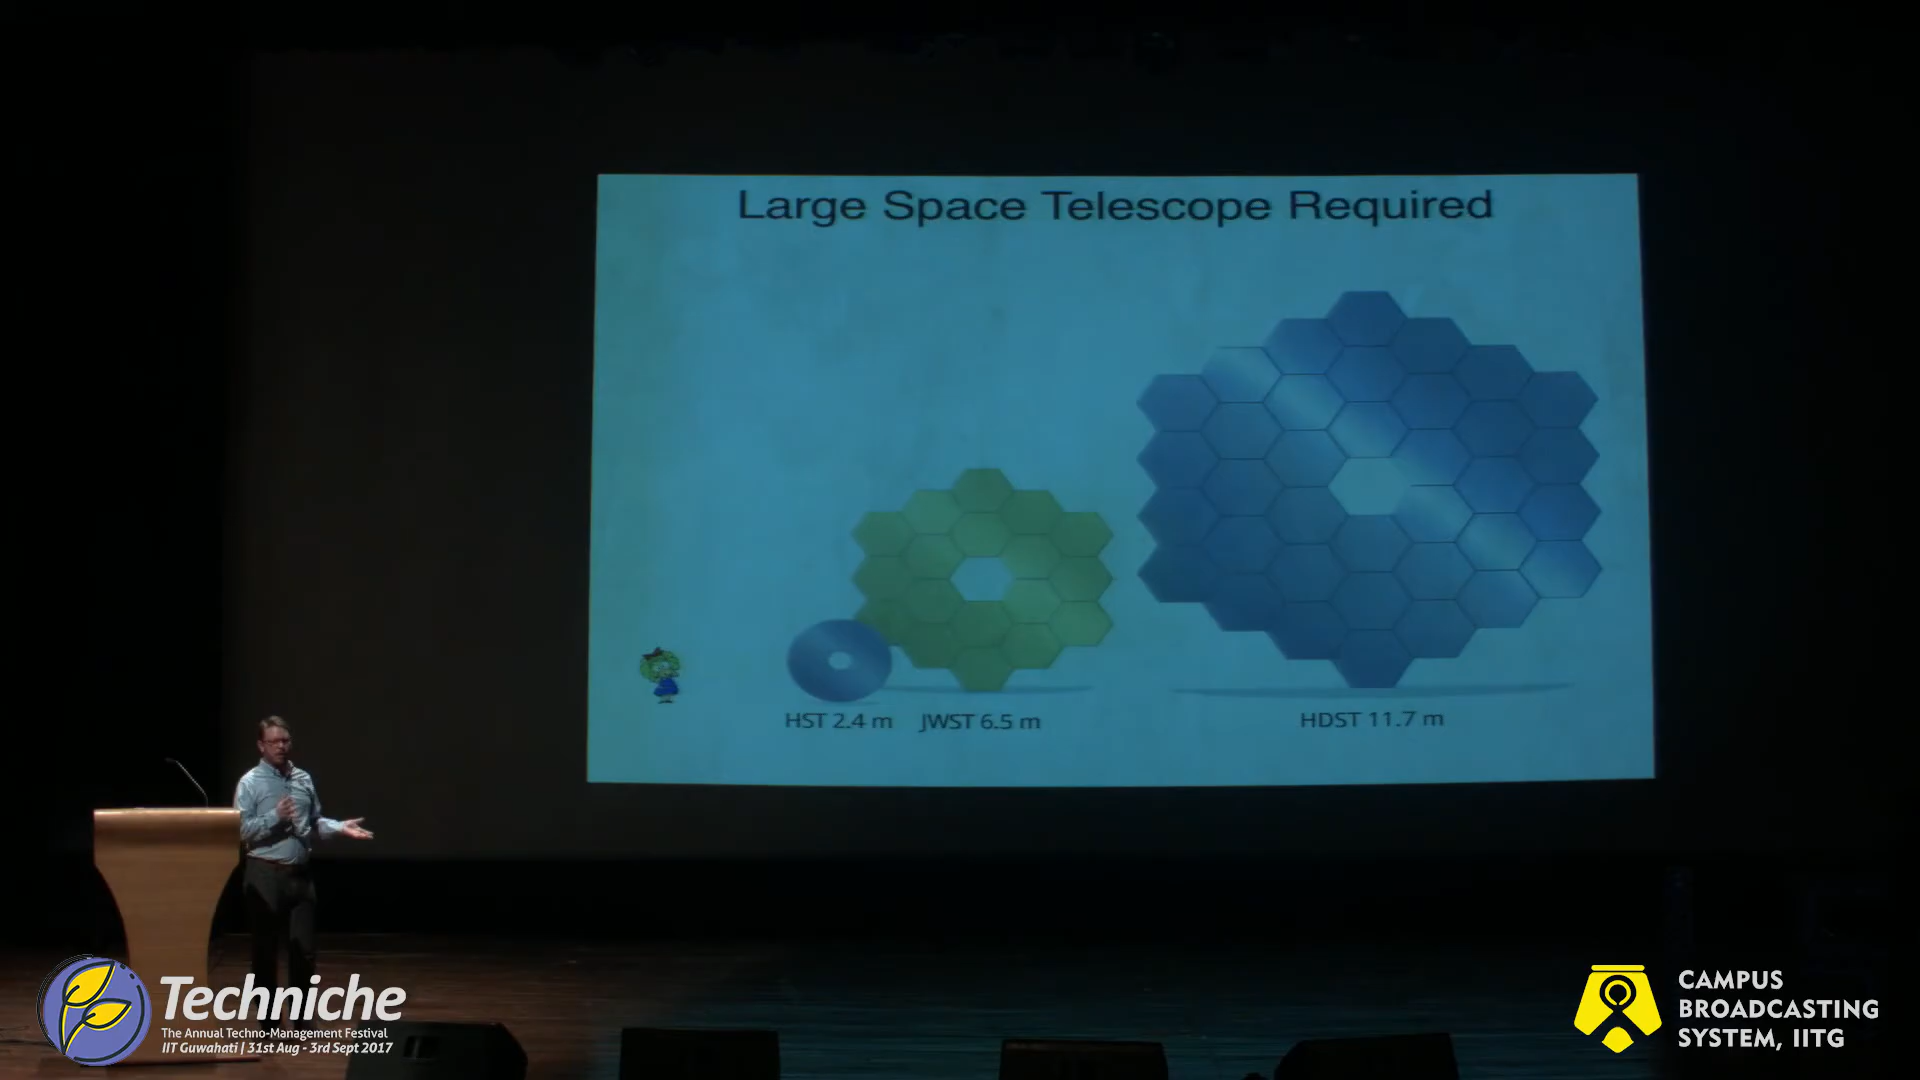 Large Space Telescope Required
HST 2.4 m
JWST 6.5 m
HDST 11.7 m
Techniche
The Annual Techno-Management Festival
IIT Guwahati | 31st Aug - 3rd Sept 2017
CAMPUS
BROADCASTING
SYSTEM, IITG